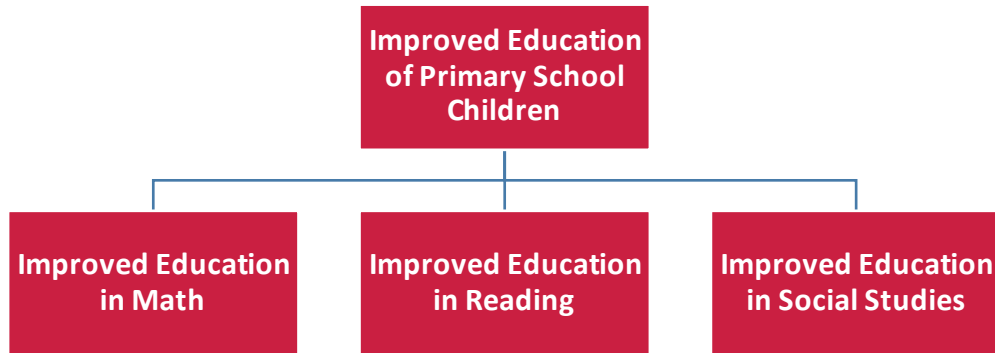 Improved Education
of Primary School
Children
Improved Education
in Math
Improved Education
in Reading
Improved Education
in Social Studies